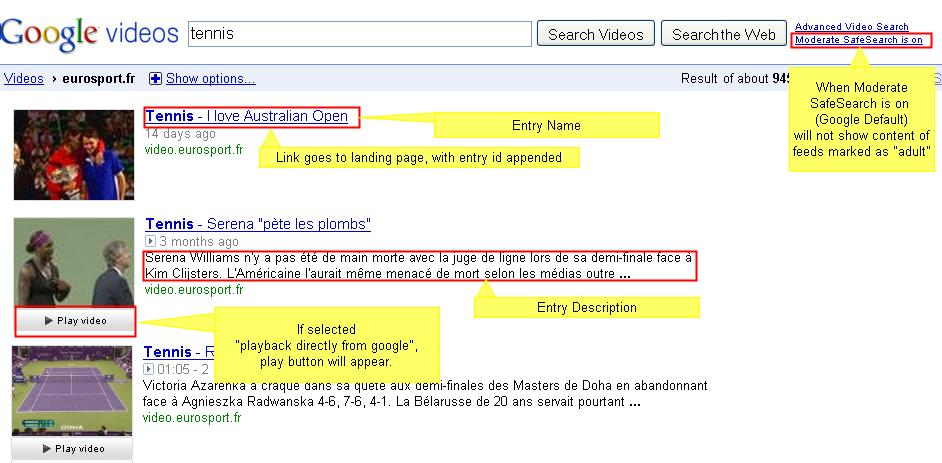 Google videos
tennis
Search Videos
Search the Web
Advanced Video Search
Moderate SafeSearch is on
Videos › eurosport.fr
Show options...
Result of about
When Moderate
SafeSearch is on
(Google Default)
will not show content of
feeds marked as "adult"
Tennis - I love Australian Open
Entry Name
14 days ago
video.eurosport.fr
Link goes to landing page, with entry id appended
Tennis - Serena "pète les plombs"
3 months ago
Serena Williams n'y a pas été de main morte avec la juge de ligne lors de sa demi-finale face à
Kim Clijsters. L'Américaine l'aurait même menacé de mort selon les médias outre ...
video.eurosport.fr
Entry Description
Play video
If selected
"playback directly from google",
play button will appear.
Tennis - R
01:05 - 2
Victoria Azarenka a craqué dans sa quête aux demi-finales des Masters de Doha en abandonnant
face à Agnieszka Radwanska 4-6, 7-6, 4-1. La Bélarusse de 20 ans servait pourtant ...
video.eurosport.fr
DOHA
Play video